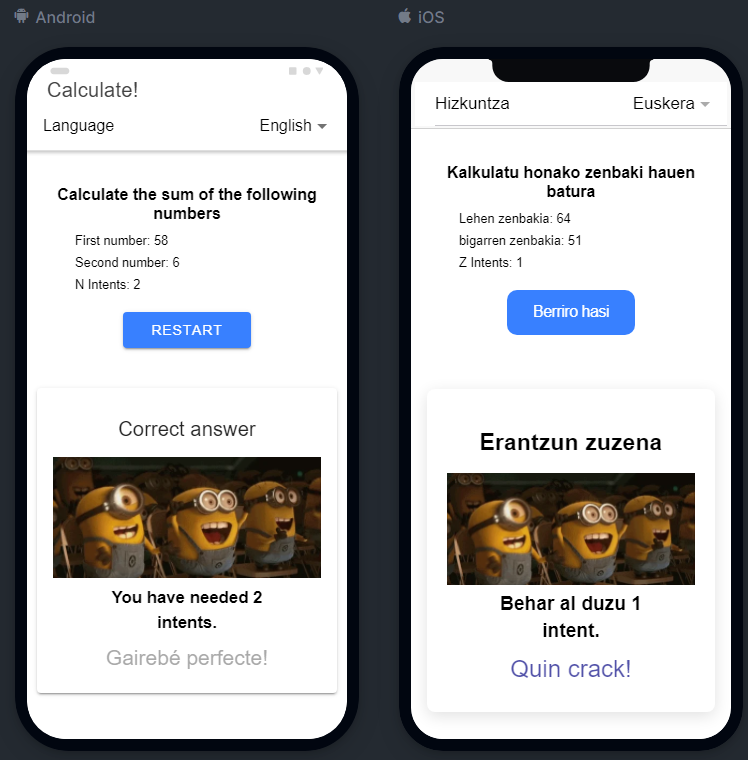 Android
Calculate!
Language English
Calculate the sum of the following
numbers
First number: 58
Second number: 6
N Intents: 2
RESTART
Correct answer
You have needed 2
intents.
Gairebé perfecte!
iOS
Hizkuntza Euskera
Kalkulatu honako zenbaki hauen
batura
Lehen zenbakia: 64
bigarren zenbakia: 51
Z Intents: 1
Berriro hasi
Erantzun zuzena
Behar al duzu 1
intent.
Quin crack!